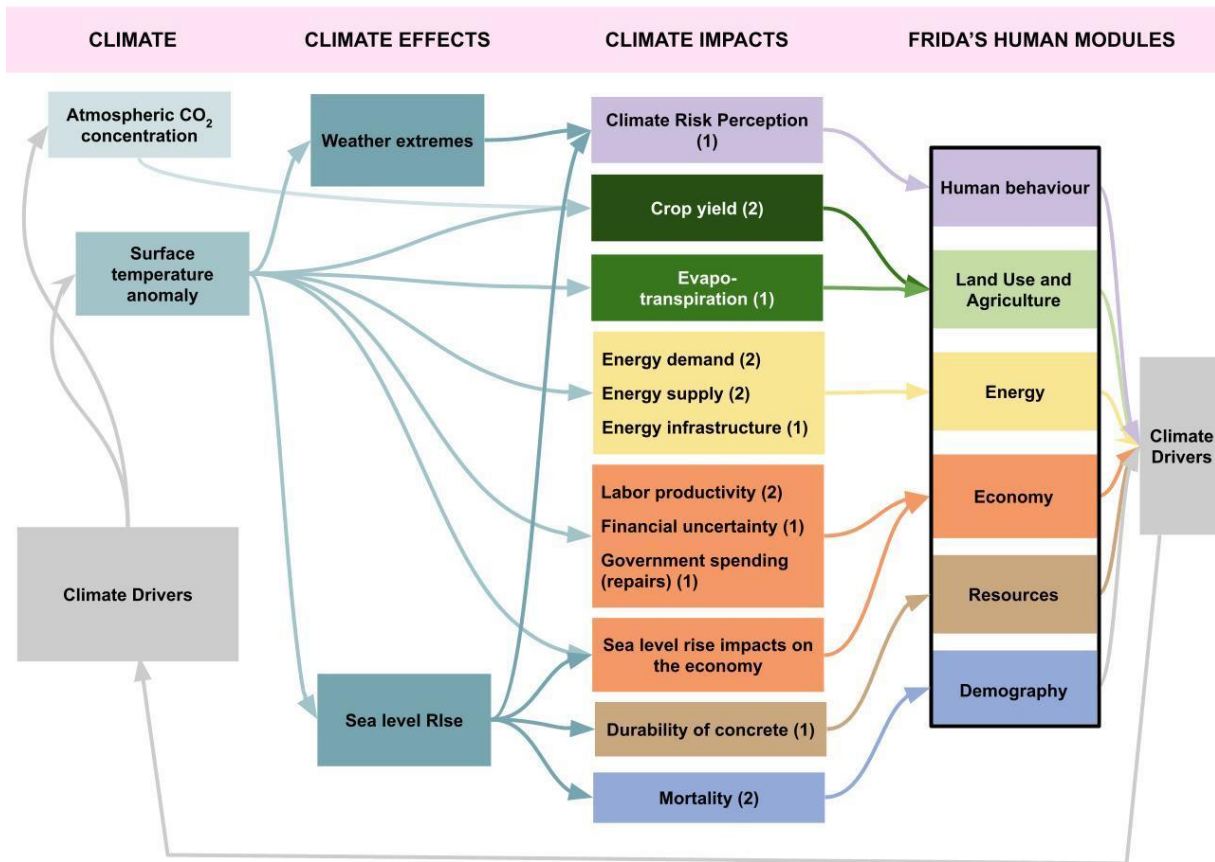 CLIMATE
CLIMATE EFFECTS
CLIMATE IMPACTS
FRIDA'S HUMAN MODULES
Atmospheric CO₂
concentration
Surface
temperature
anomaly
Climate Drivers
Weather extremes
Sea level RIse
Climate Risk Perception
(1)
Crop yield (2)
Evapo-
transpiration (1)
Energy demand (2)
Energy supply (2)
Energy infrastructure (1)
Labor productivity (2)
Financial uncertainty (1)
Government spending
(repairs) (1)
Sea level rise impacts on
the economy
Durability of concrete (1)
Mortality (2)
Human behaviour
Land Use and
Agriculture
Energy
Economy
Resources
Demography
Climate
Drivers